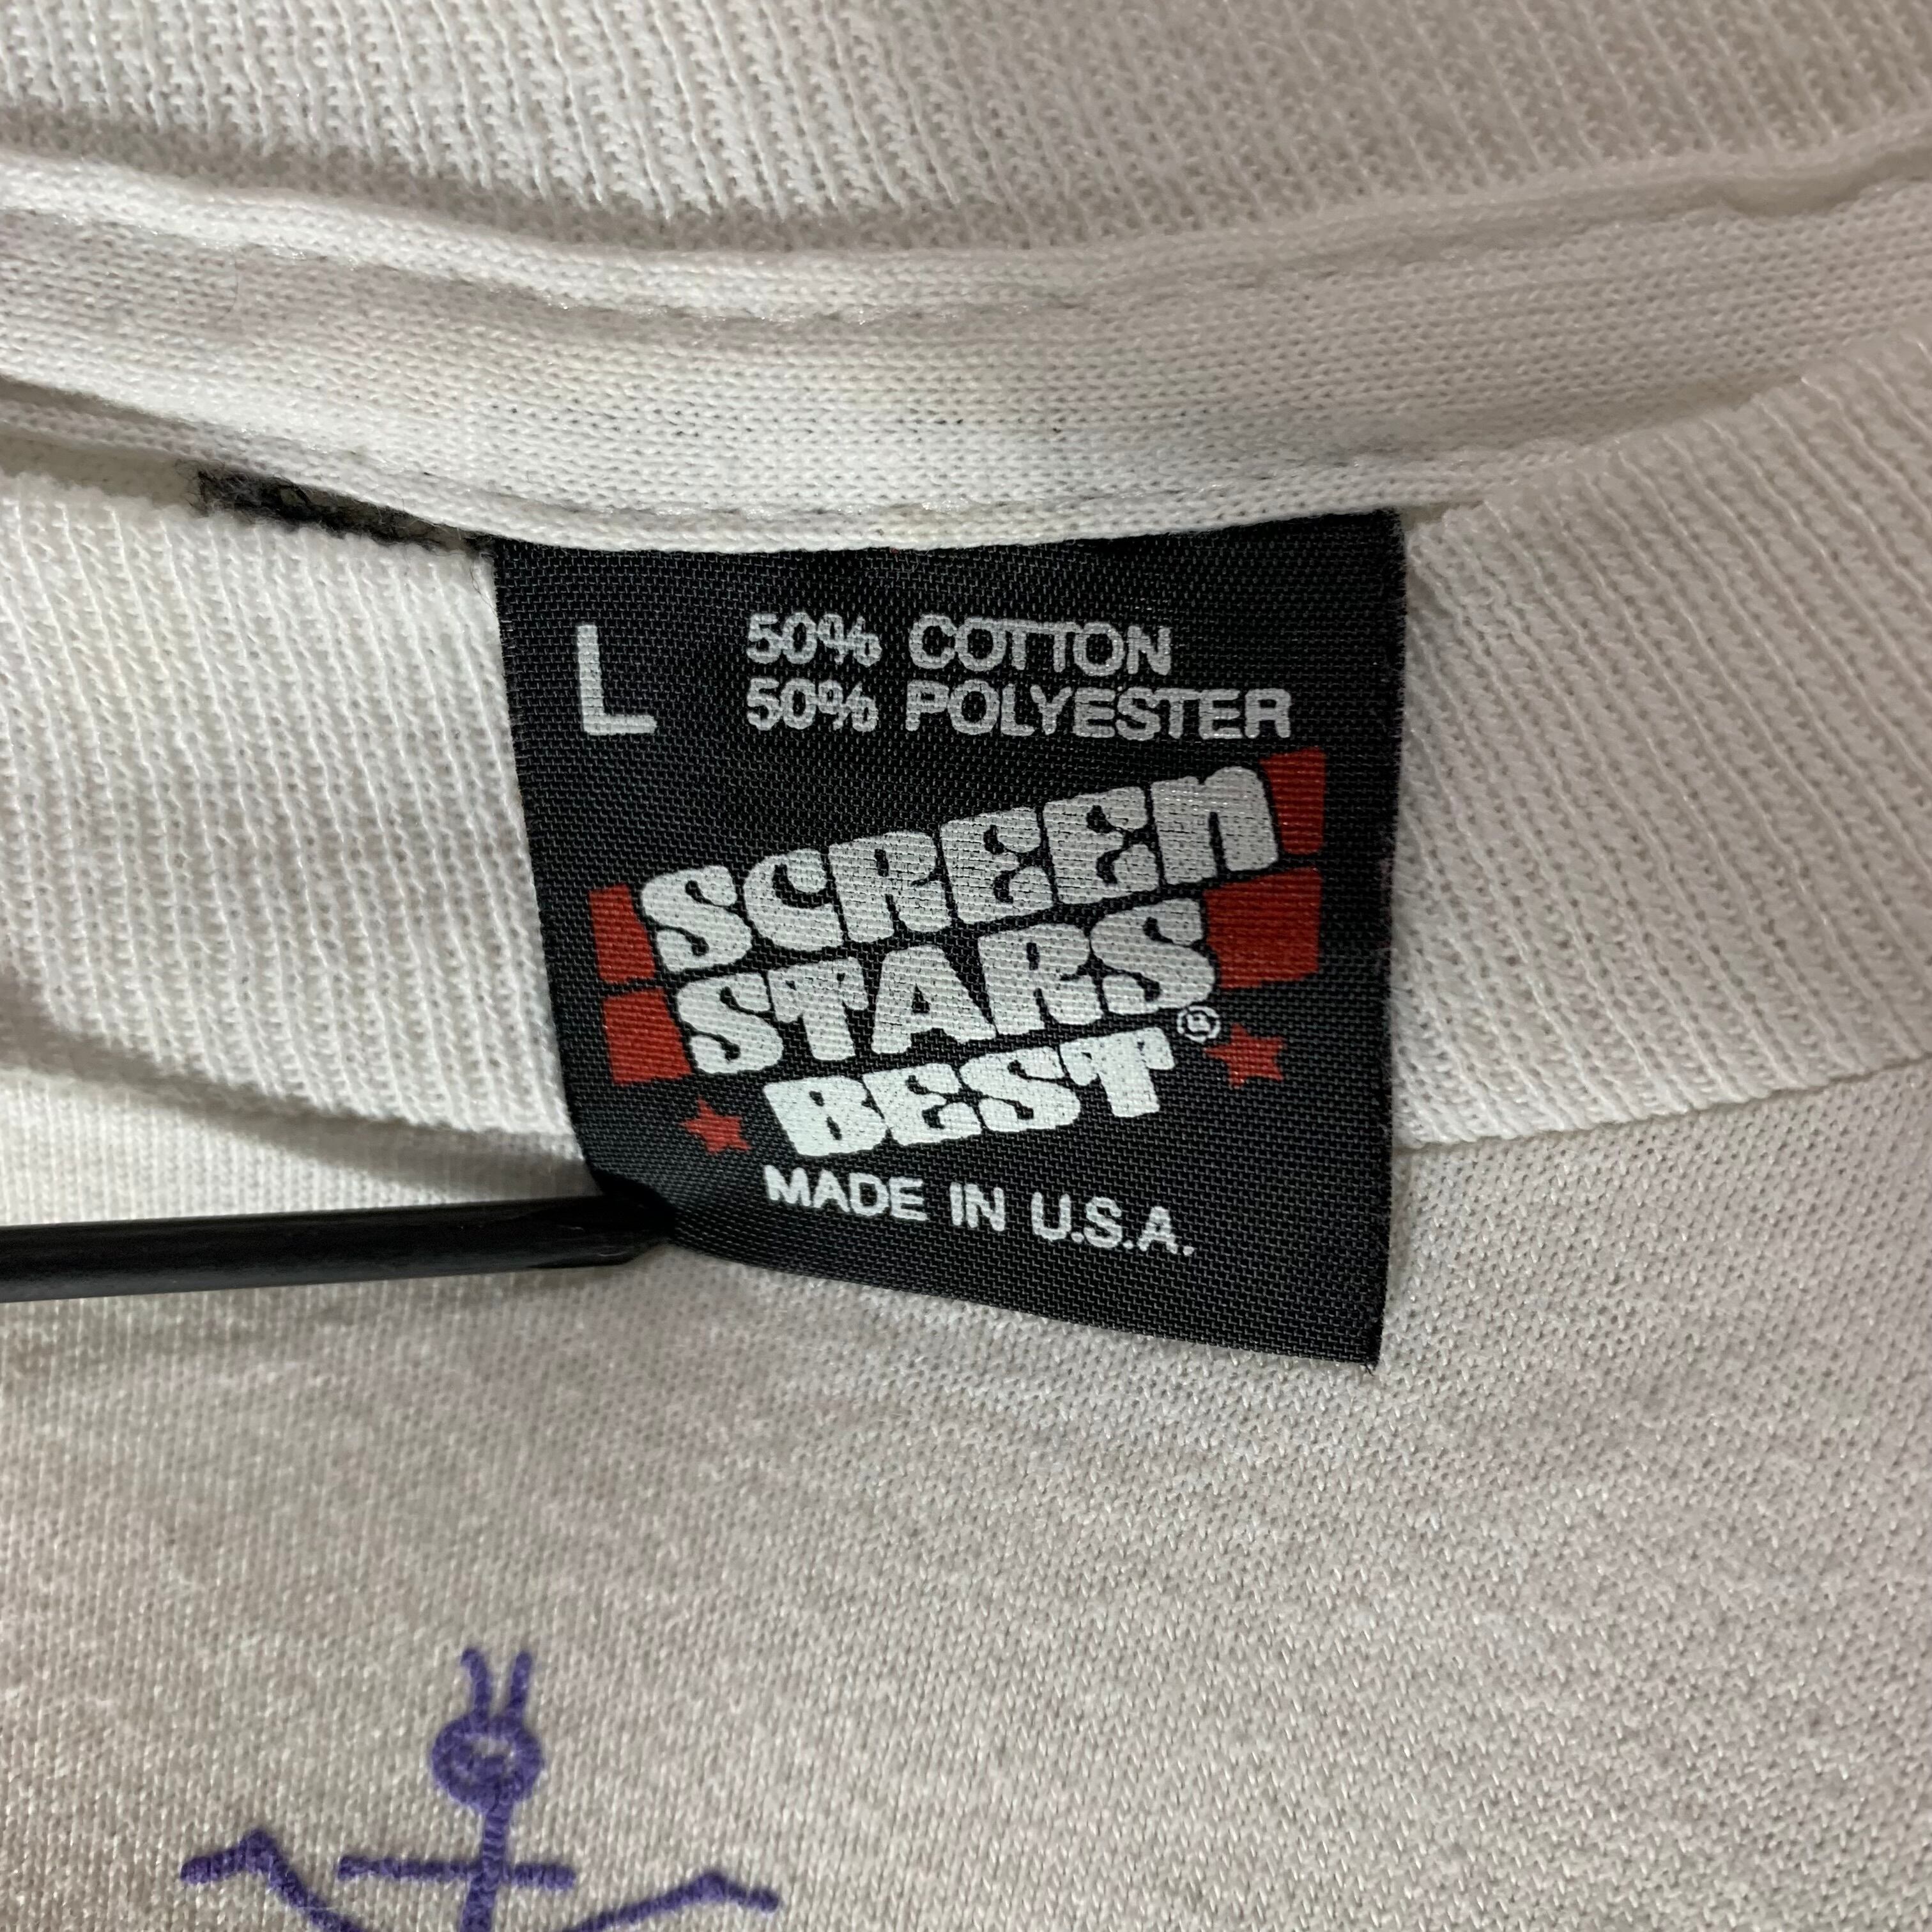 L 50% COTTON
50% POLYESTER
SCREEN
STARS
BEST®
MADE IN U.S.A.